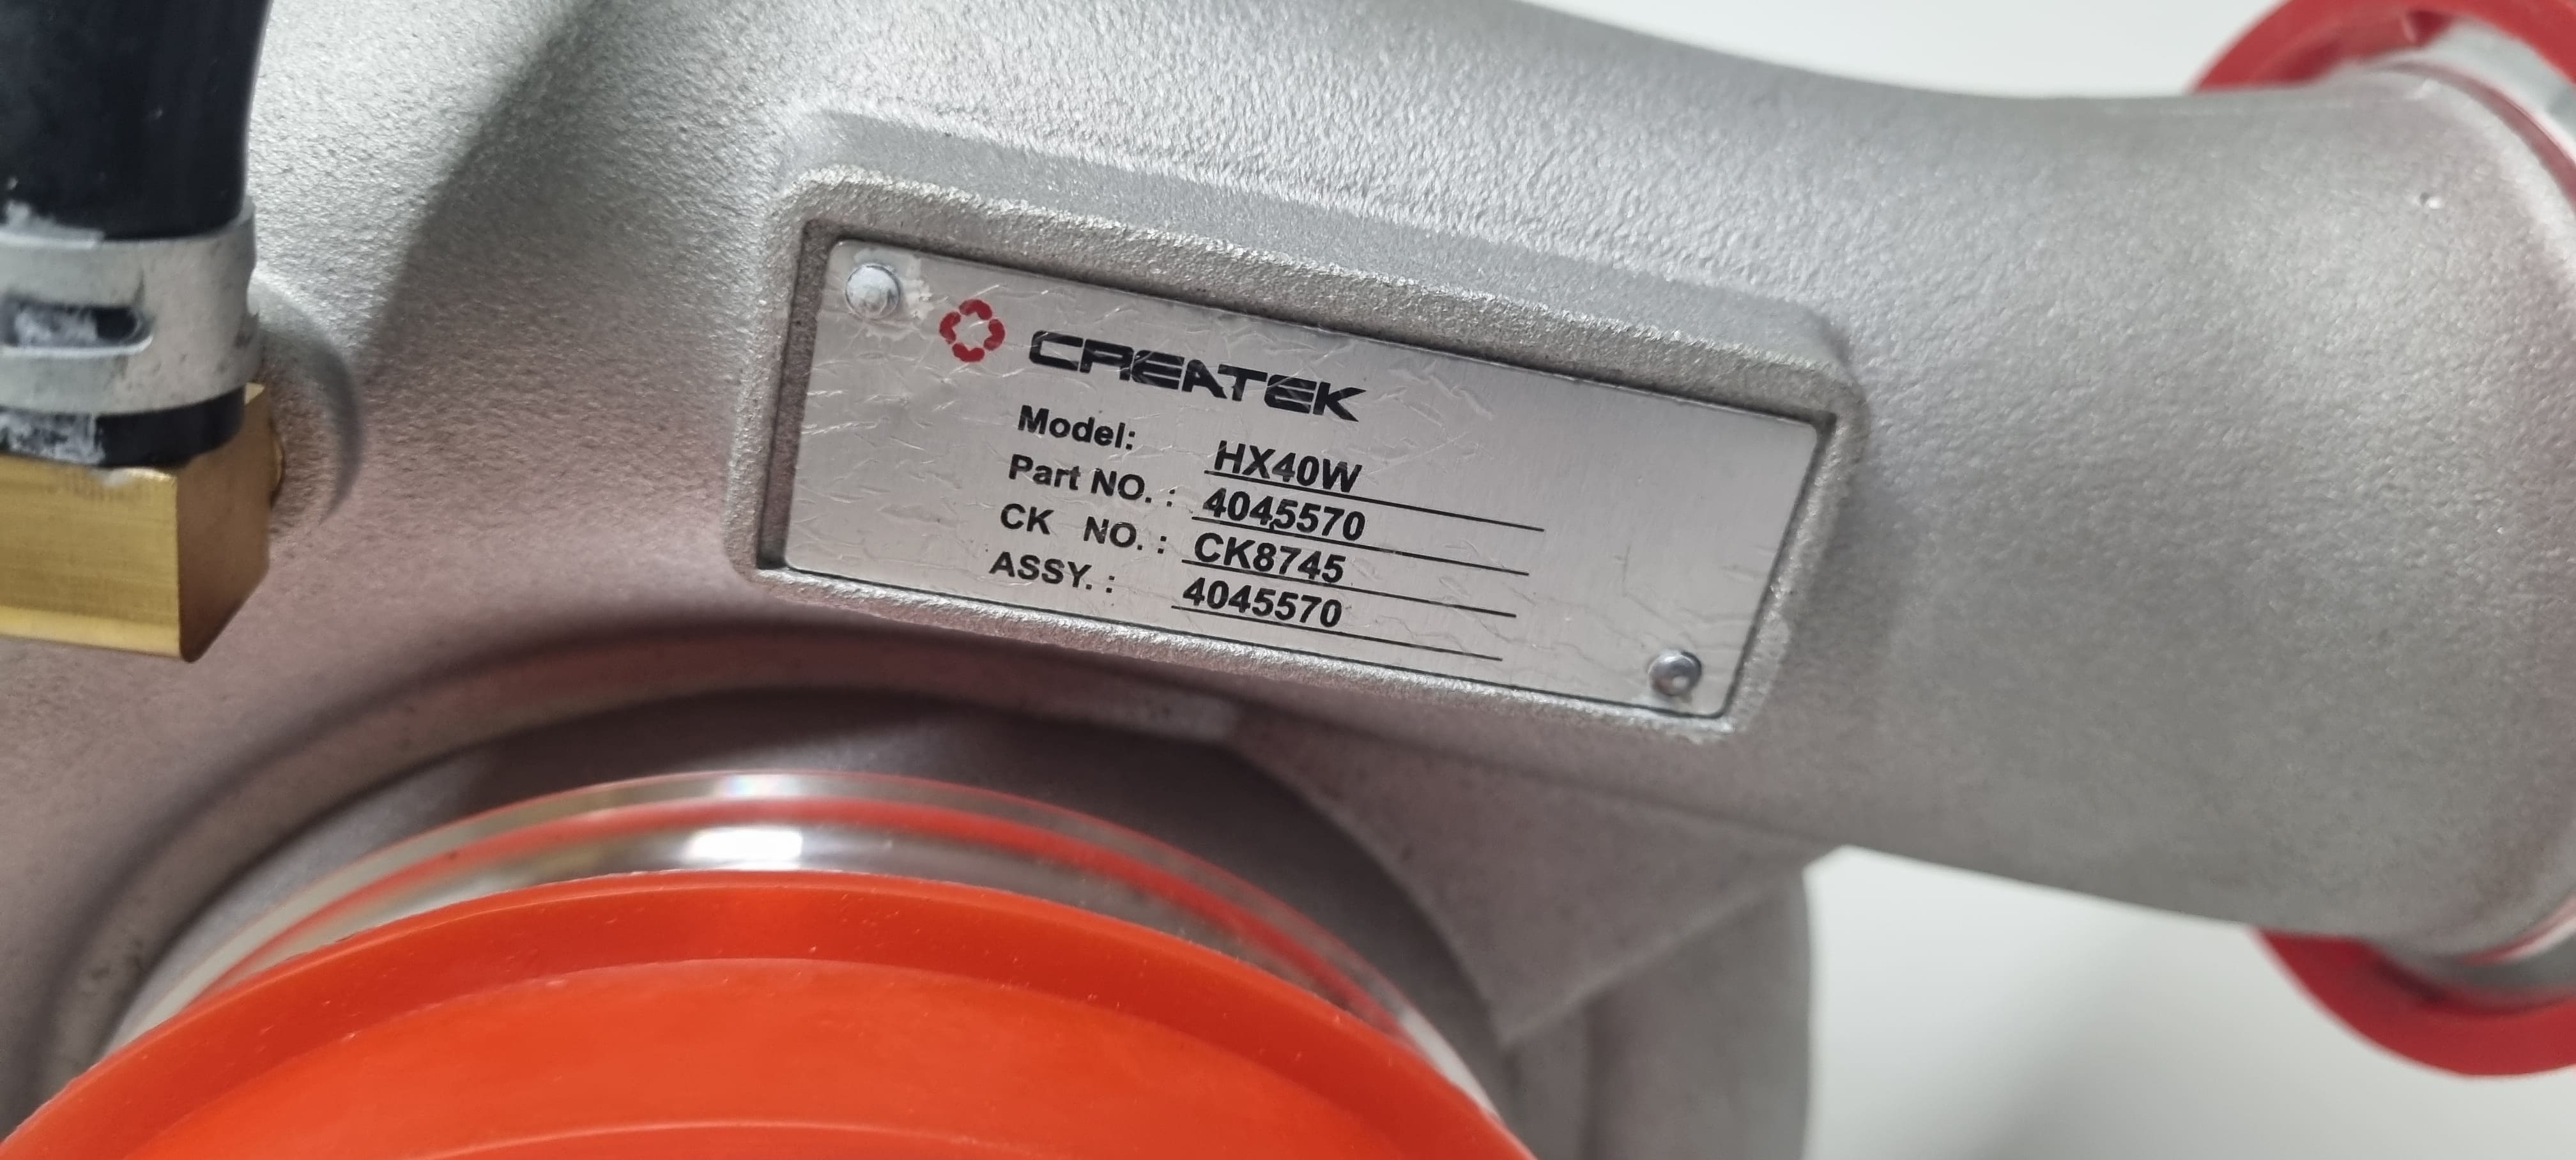 CREATEK
Model: HX40W
Part NO. : 4045570
CK NO. : CK8745
ASSY. : 4045570